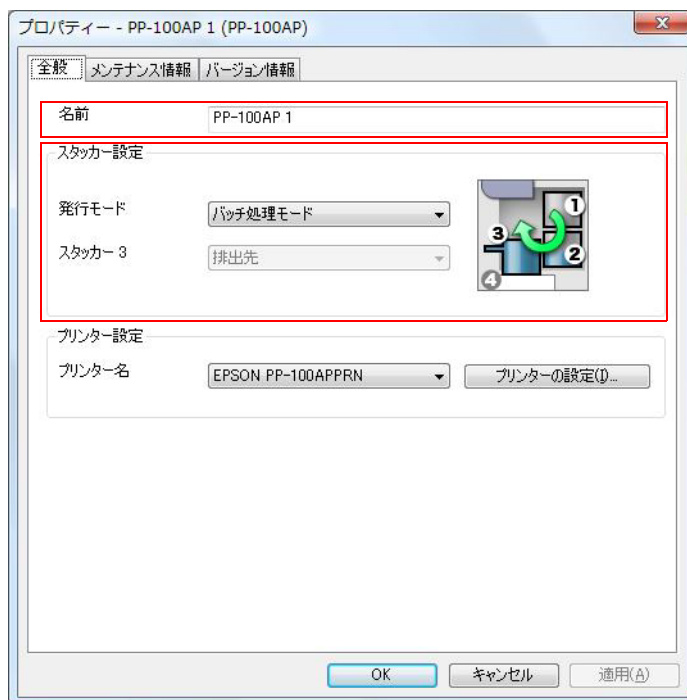 プロパティー - PP-100AP 1 (PP-100AP)
全般 メンテナンス情報 バージョン情報
名前 PP-100AP 1
スタッカー設定
発行モード バッチ処理モード
スタッカー 3 排出先
1
3
2
4
プリンター設定
プリンター名 EPSON PP-100APPRN プリンターの設定(I)...
OK キャンセル 適用(A)